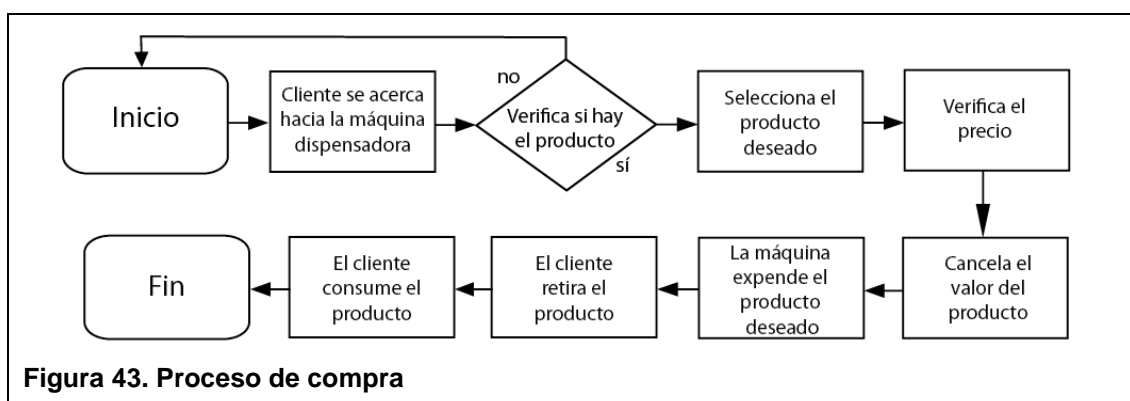 Inicio
Cliente se acerca
hacia la máquina
dispensadora
no
Verifica si hay
el producto
sí
Selecciona el
producto
deseado
Verifica el
precio
Cancela el
valor del
producto
La máquina
expende el
producto
deseado
El cliente
retira el
producto
El cliente
consume el
producto
Fin
Figura 43. Proceso de compra